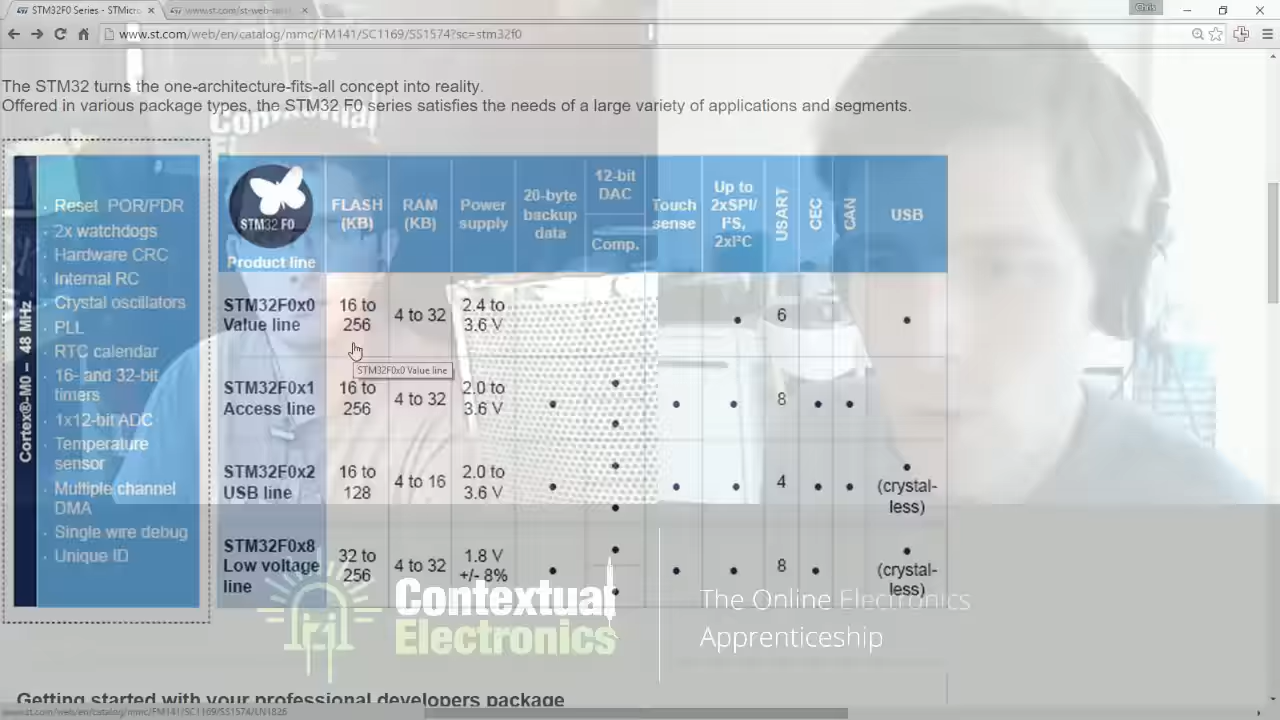 STM32F0 Series - STMicr
www.st.com/st-web-
Chris
www.st.com/web/en/catalog/mmc/FM141/SC1169/SS1574?sc=stm32f0
The STM32 turns the one-architecture-fits-all concept into reality.
Offered in various package types, the STM32 F0 series satisfies the needs of a large variety of applications and segments.
Contextual
Cortex®-M0 – 48 MHz
· Reset POR/PDR
· 2x watchdogs
· Hardware CRC
· Internal RC
· Crystal oscillators
· PLL
· RTC calendar
· 16- and 32-bit
timers
· 1x12-bit ADC
· Temperature
sensor
· Multiple channel
DMA
· Single wire debug
· Unique ID
STM32 F0
Product line
FLASH
(KB)
RAM
(KB)
Power
supply
20-byte
backup
data
12-bit
DAC
Comp.
Touch
sense
Up to
2xSPI/
I²S,
2xI²C
USART
CEC
CAN
USB
STM32F0x0
Value line
16 to
256
4 to 32
2.4 to
3.6 V
•
6
•
STM32F0x0 Value line
STM32F0x1
Access line
16 to
256
4 to 32
2.0 to
3.6 V
•
•
•
•
•
8
•
•
STM32F0x2
USB line
16 to
128
4 to 16
2.0 to
3.6 V
•
•
•
•
•
4
•
•
•
(crystal-
less)
STM32F0x8
Low voltage
line
32 to
256
4 to 32
1.8 V
+/- 8%
•
•
•
•
•
8
•
•
(crystal-
less)
Contextual
Electronics
The Online Electronics
Apprenticeship
Getting started with your professional developers package
www.st.com/web/en/catalog/mmc/FM141/SC1169/SS1574/LN1826